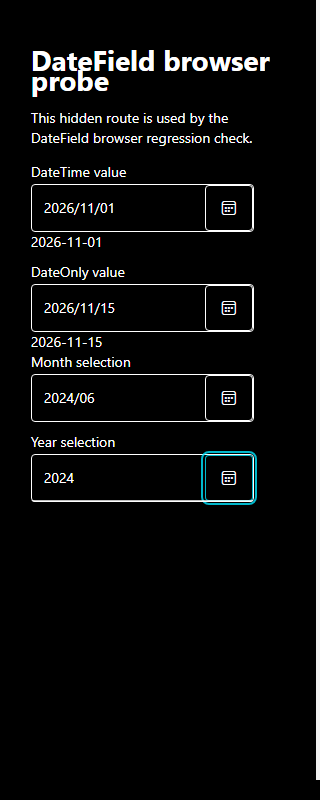 DateField browser
probe
This hidden route is used by the
DateField browser regression check.
DateTime value
2026/11/01
2026-11-01
DateOnly value
2026/11/15
2026-11-15
Month selection
2024/06
Year selection
2024